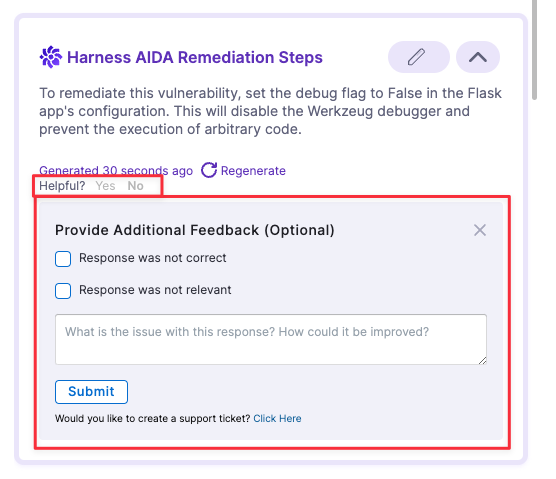 Harness AIDA Remediation Steps
To remediate this vulnerability, set the debug flag to False in the Flask
app's configuration. This will disable the Werkzeug debugger and
prevent the execution of arbitrary code.
Generated 30 seconds ago Regenerate
Helpful? Yes No
Provide Additional Feedback (Optional)
Response was not correct
Response was not relevant
What is the issue with this response? How could it be improved?
Submit
Would you like to create a support ticket? Click Here